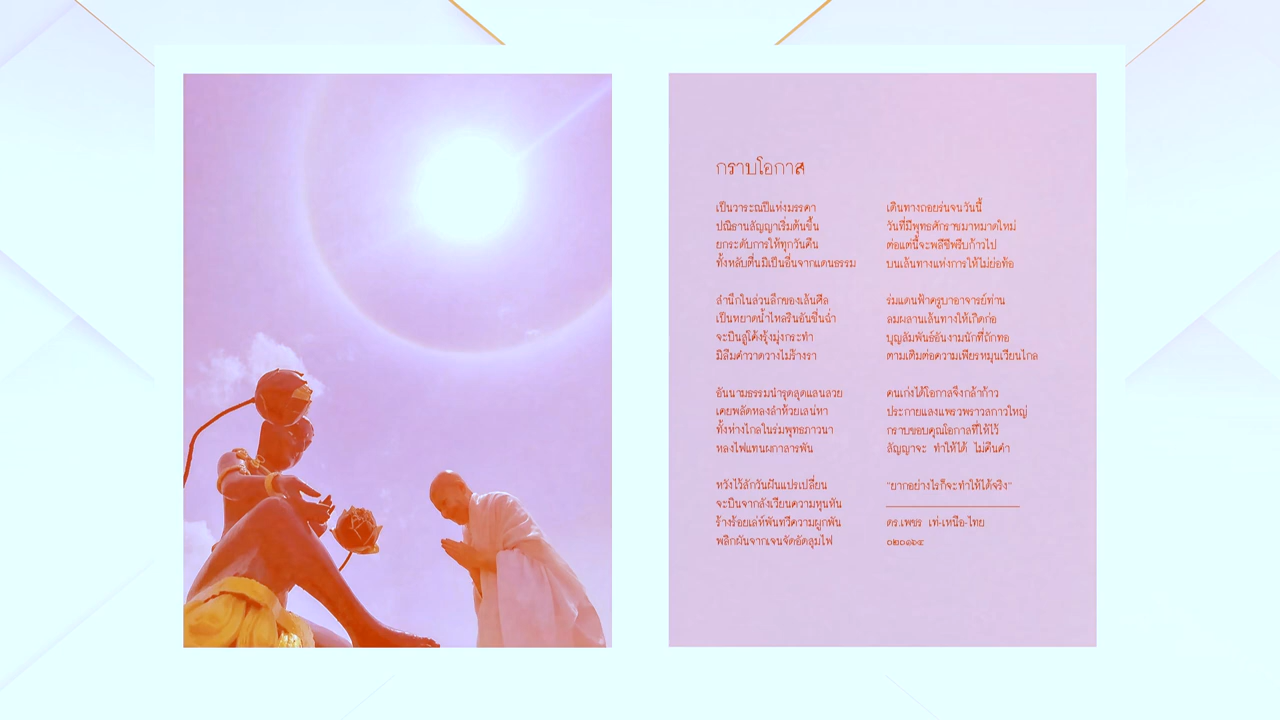 กราบโอกาส
เป็นวาระณปีแห่งมรรคา
ปณิธานสัญญาเริ่มต้นขึ้น
ยกระดับการให้ทุกวันคืน
ทั้งหลับตื่นมิเป็นอื่นจากแดนธรรม
สำนึกในส่วนลึกของเส้นศีล
เป็นหยาดน้ำไหลรินอันชื่นฉ่ำ
จะปีนสู่โค้งรุ้งมุ่งกระทำ
มิลืมคำวาดวางไม่ร้างรา
อันนามธรรมนำรุดสุดแสนสวย
เคยพลัดหลงลำห้วยเสน่หา
ทั้งห่างไกลในร่มพุทธภาวนา
หลงไฟแทนผกาสารพัน
หวังไว้สักวันผันแปรเปลี่ยน
จะปีนจากสังเวียนความหุนหัน
ร้างร้อยเล่ห์พันทวีความผูกพัน
พลิกผันจากเจนจัดอัดสุมไฟ
เดินทางถอยร่นจนวันนี้
วันที่มีพุทธศักราชมาหมาดใหม่
ต่อแต่นี้จะพลีชีพรีบก้าวไป
บนเส้นทางแห่งการให้ไม่ย่อท้อ
ร่มแดนฟ้าครูบาอาจารย์ท่าน
สมผสานเส้นทางให้เกิดก่อ
บุญสัมพันธ์อันงามนักที่ถักทอ
ตามเติมต่อความเพียรหมุนเวียนไกล
คนเก่งได้โอกาสจึงกล้าก้าว
ประกายแสงแพรวพราวสกาวใหญ่
กราบขอบคุณโอกาสที่ให้ไว้
สัญญาจะ ทำให้ได้ ไม่คืนคำ
“ยากอย่างไรก็จะทำให้ได้จริง”
ดร.เพชร เท่-เหนือ-ไทย
๐๒๐๑๖๔